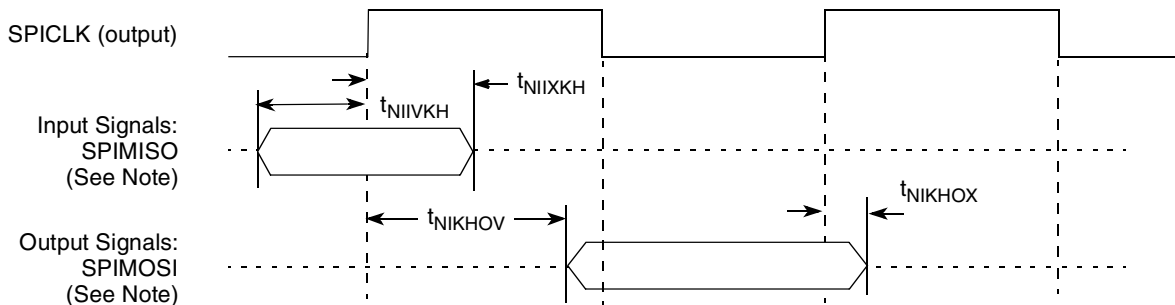 SPICLK (output)
tNIIXKH
tNIIVKH
Input Signals:
SPIMISO
(See Note)
tNIKHOX
tNIKHOV
Output Signals:
SPIMOSI
(See Note)